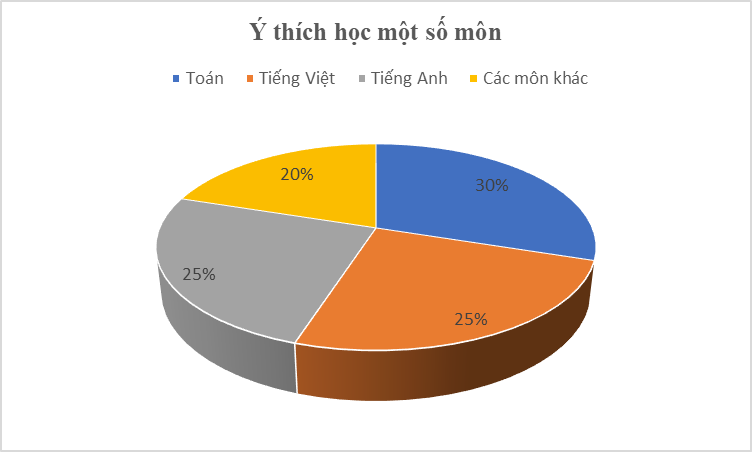 Ý thích học một số môn
Toán Tiếng Việt Tiếng Anh Các môn khác
20% 30%
25%
25%